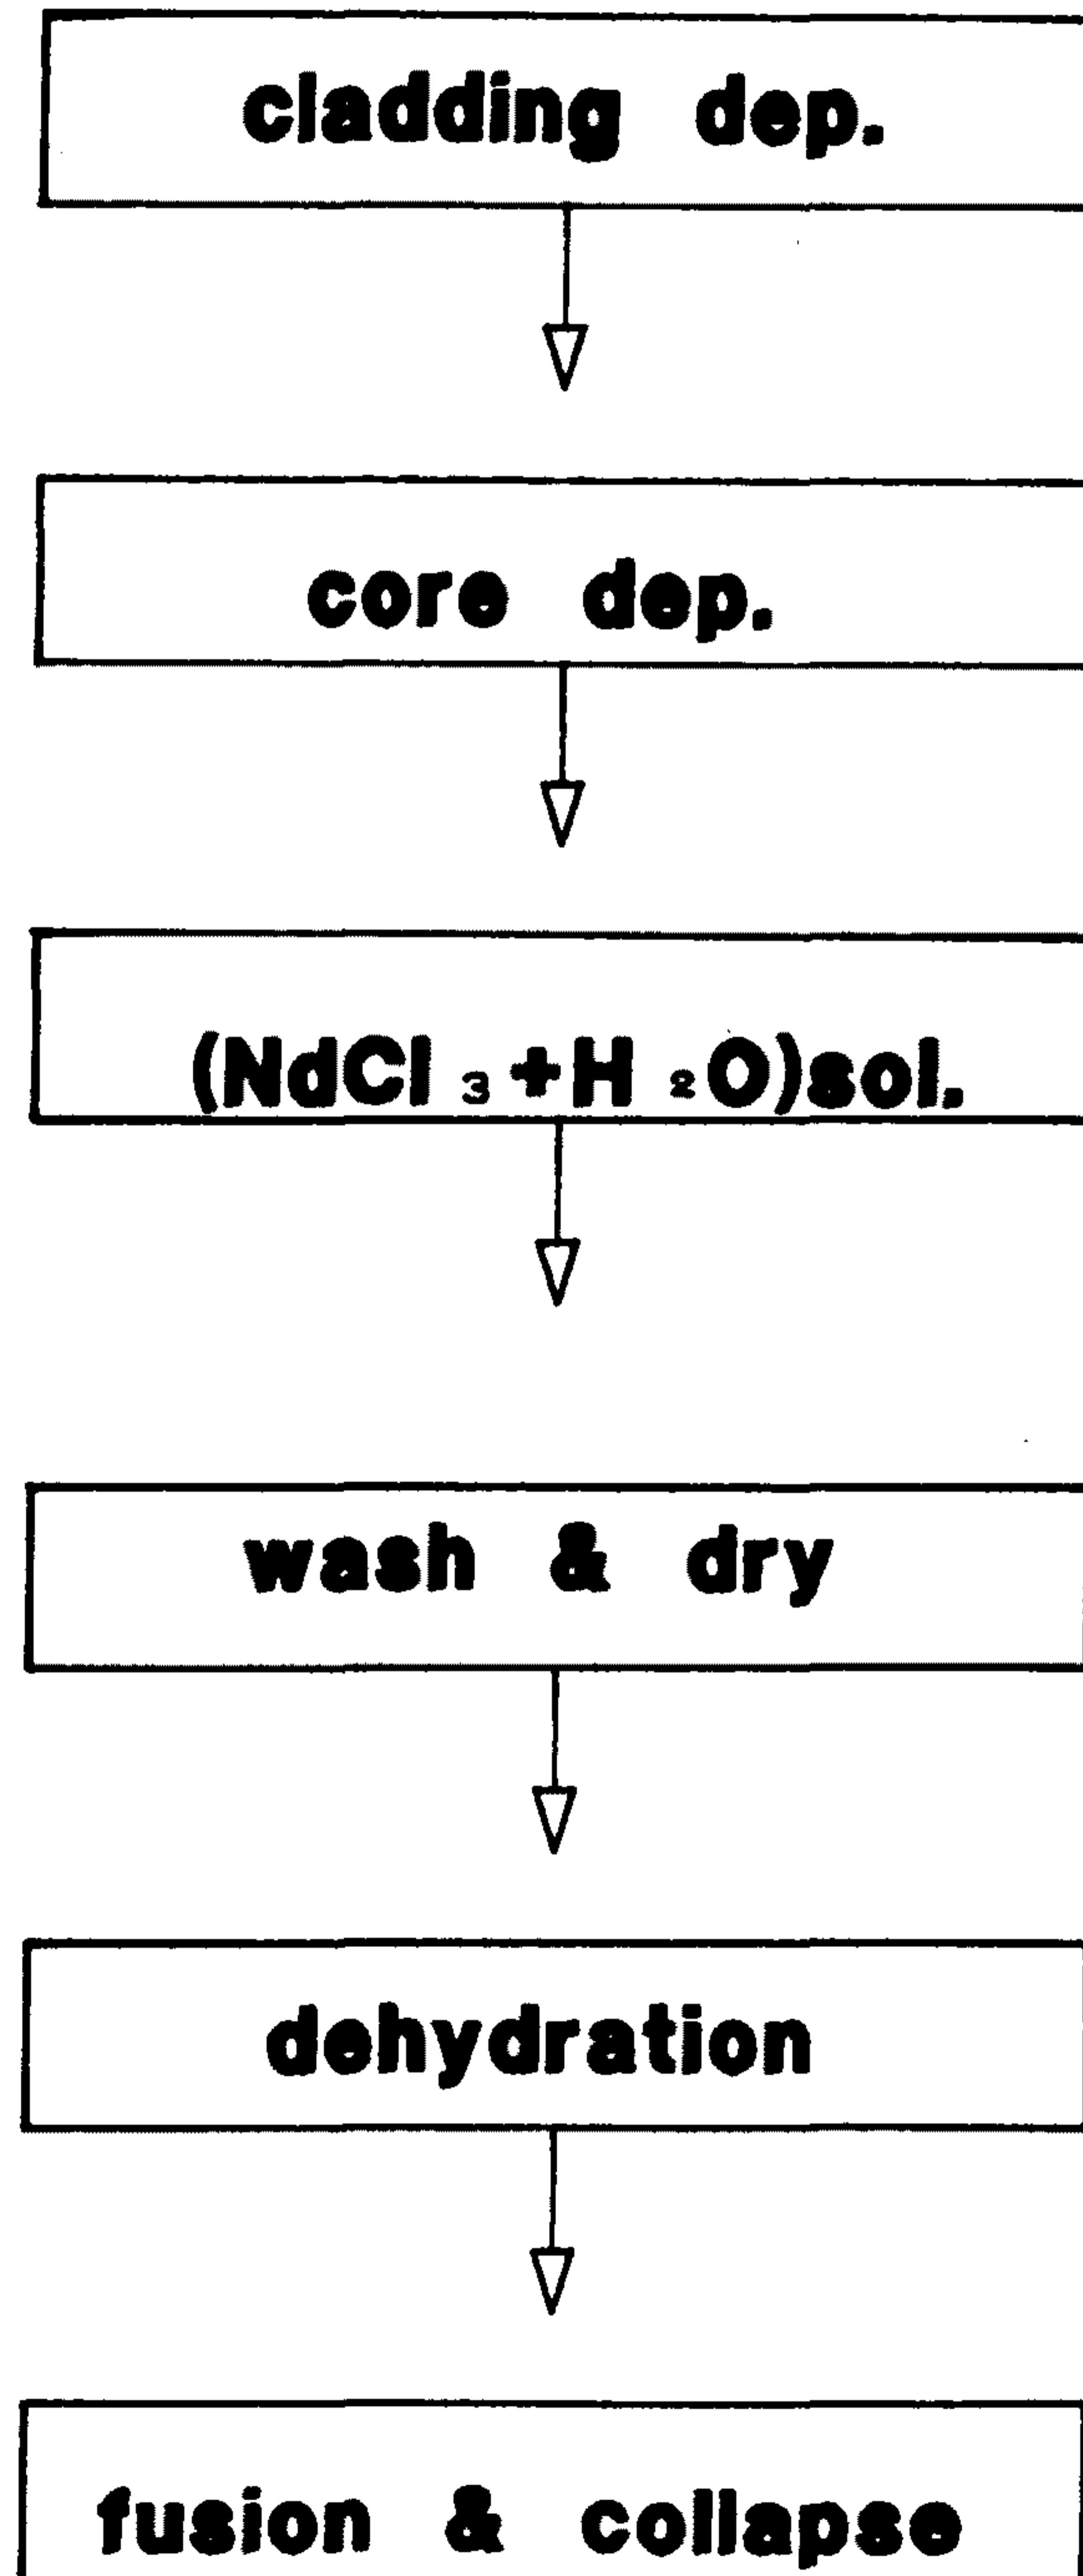 cladding dep.
core dep.
(NdCl₃+H₂O)sol.
wash & dry
dehydration
fusion & collapse